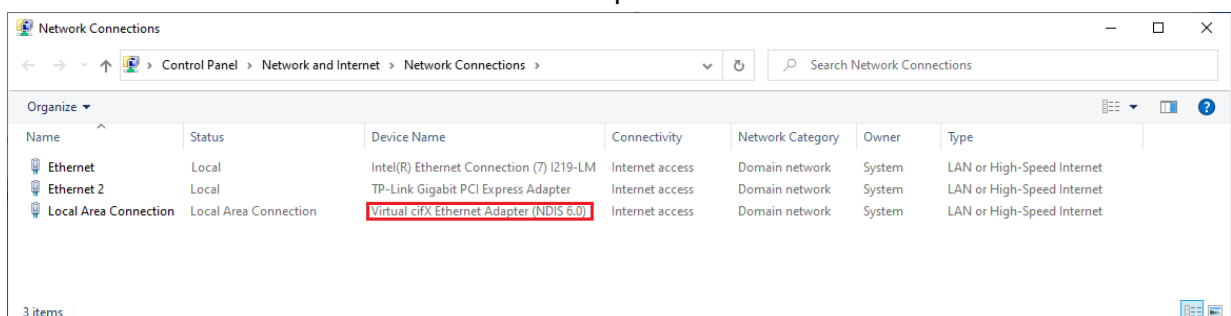 Network Connections
Control Panel > Network and Internet > Network Connections >
Search Network Connections
Organize
Name Status Device Name Connectivity Network Category Owner Type
Ethernet Local Intel(R) Ethernet Connection (7) I219-LM Internet access Domain network System LAN or High-Speed Internet
Ethernet 2 Local TP-Link Gigabit PCI Express Adapter Internet access Domain network System LAN or High-Speed Internet
Local Area Connection Local Area Connection Virtual cifX Ethernet Adapter (NDIS 6.0) Internet access Domain network System LAN or High-Speed Internet
3 items